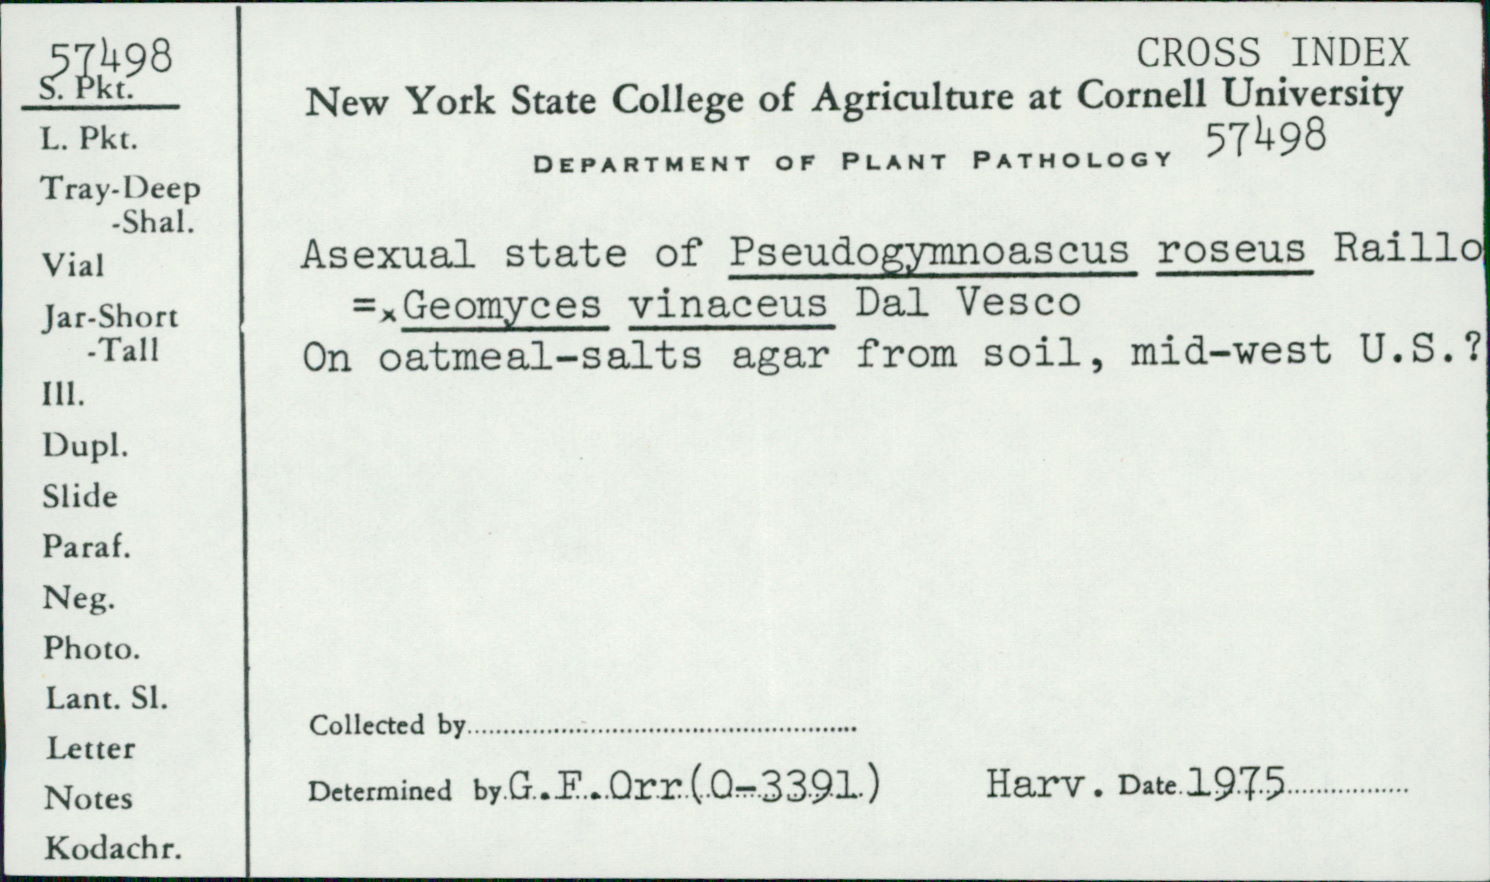 57498
S. Pkt.
L. Pkt.
Tray-Deep
-Shal.
Vial
Jar-Short
-Tall
Ill.
Dupl.
Slide
Paraf.
Neg.
Photo.
Lant. Sl.
Letter
Notes
Kodachr.
CROSS INDEX
New York State College of Agriculture at Cornell University
57498
DEPARTMENT OF PLANT PATHOLOGY
Asexual state of Pseudogymnoascus roseus Raillo
=xGeomyces vinaceus Dal Vesco
On oatmeal-salts agar from soil, mid-west U.S.?
Collected by
Determined by G.F.Orr(O-3391) Harv. Date 1975